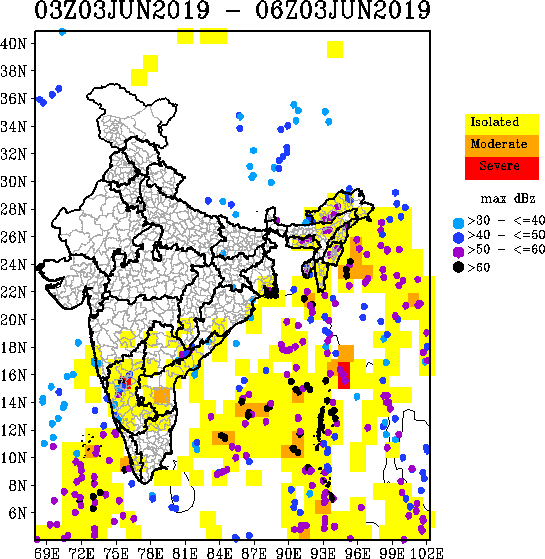 03Z03JUN2019 - 06Z03JUN2019
40N
38N
36N
34N
32N
30N
28N
26N
24N
22N
20N
18N
16N
14N
12N
10N
8N
6N
69E 72E 75E 78E 81E 84E 87E 90E 93E 96E 99E 102E
Isolated
Moderate
Severe
max dBz
>30 - <=40
>40 - <=50
>50 - <=60
>60